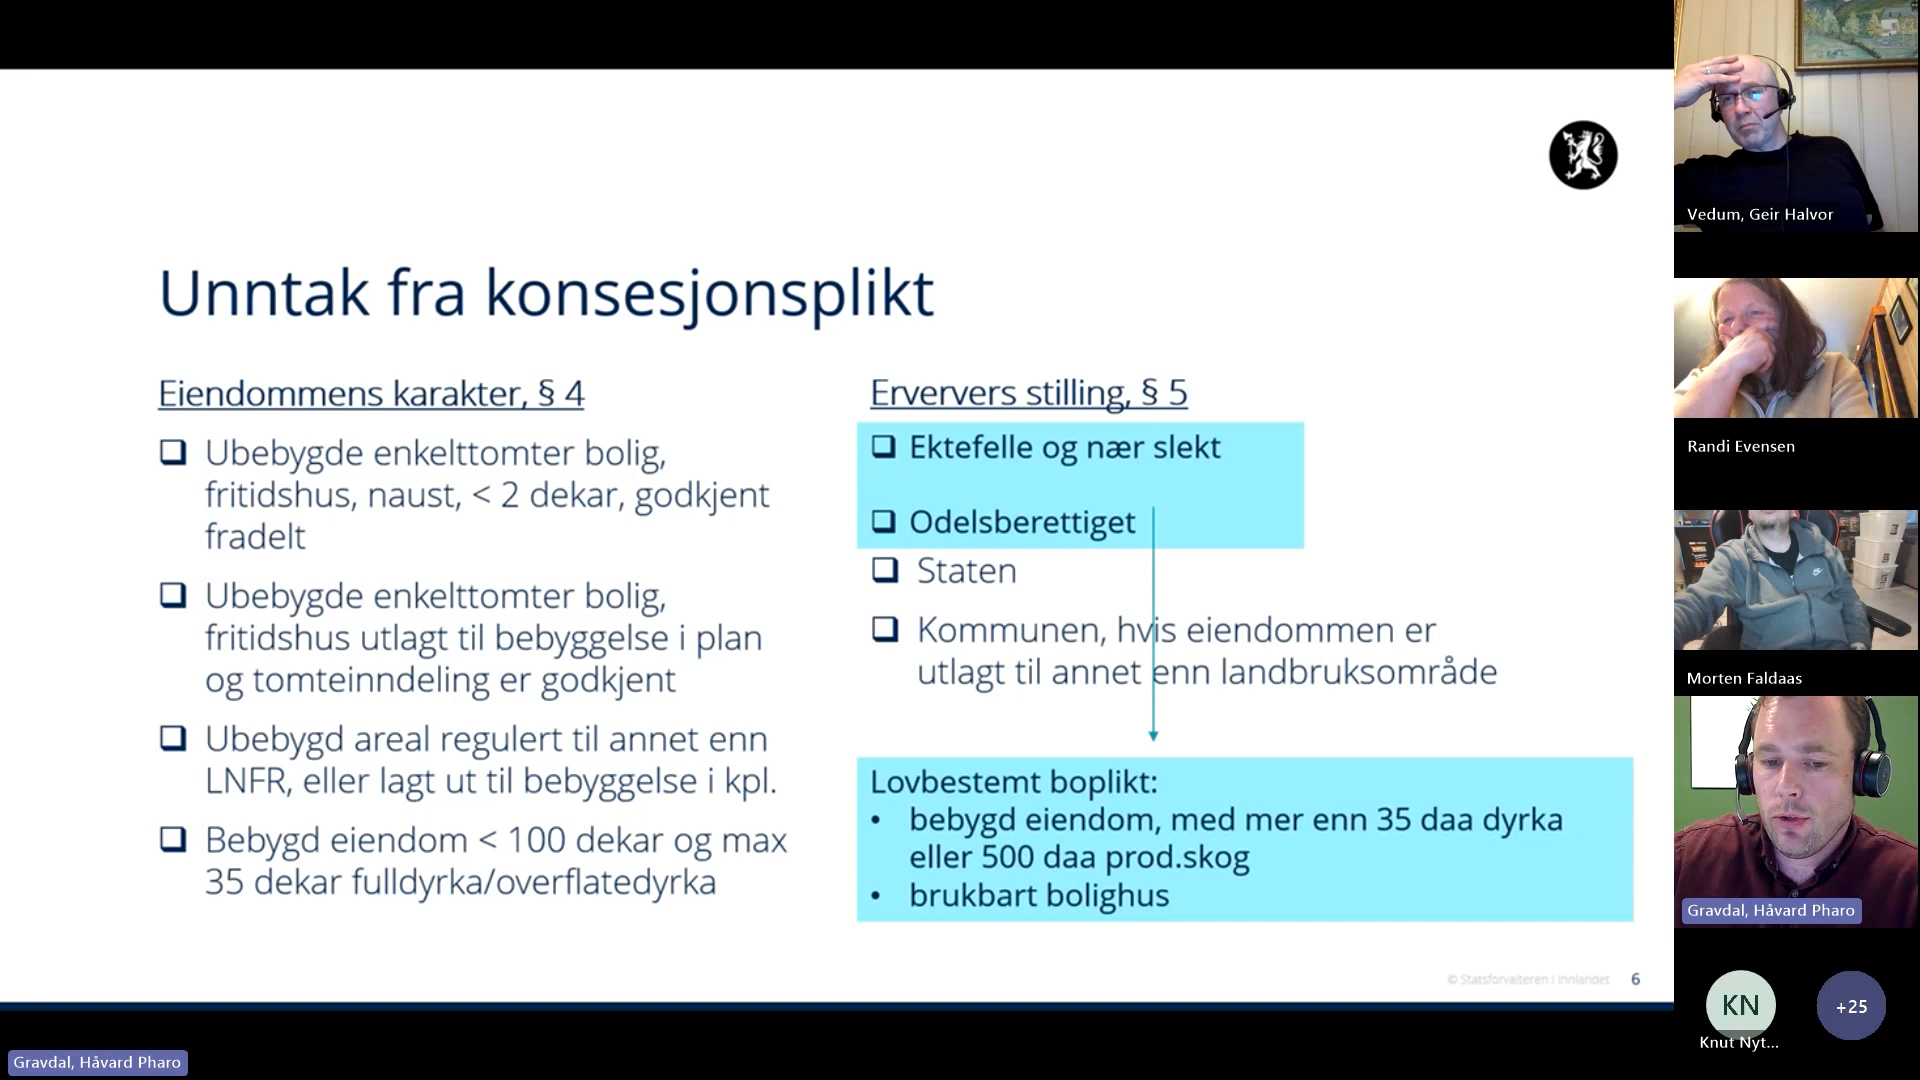 Unntak fra konsesjonsplikt
Eiendommens karakter, § 4
Ubebygde enkelttomter bolig,
fritidshus, naust, < 2 dekar, godkjent
fradelt
Ubebygde enkelttomter bolig,
fritidshus utlagt til bebyggelse i plan
og tomteinndeling er godkjent
Ubebygd areal regulert til annet enn
LNFR, eller lagt ut til bebyggelse i kpl.
Bebygd eiendom < 100 dekar og max
35 dekar fulldyrka/overflatedyrka
Erververs stilling, § 5
Ektefelle og nær slekt
Odelsberettiget
Staten
Kommunen, hvis eiendommen er
utlagt til annet enn landbruksområde
Lovbestemt boplikt:
• bebygd eiendom, med mer enn 35 daa dyrka
eller 500 daa prod.skog
• brukbart bolighus
© Statsforvalteren i Innlandet
6
Vedum, Geir Halvor
Randi Evensen
Morten Faldaas
Gravdal, Håvard Pharo
KN
Knut Nyt...
+25
Gravdal, Håvard Pharo